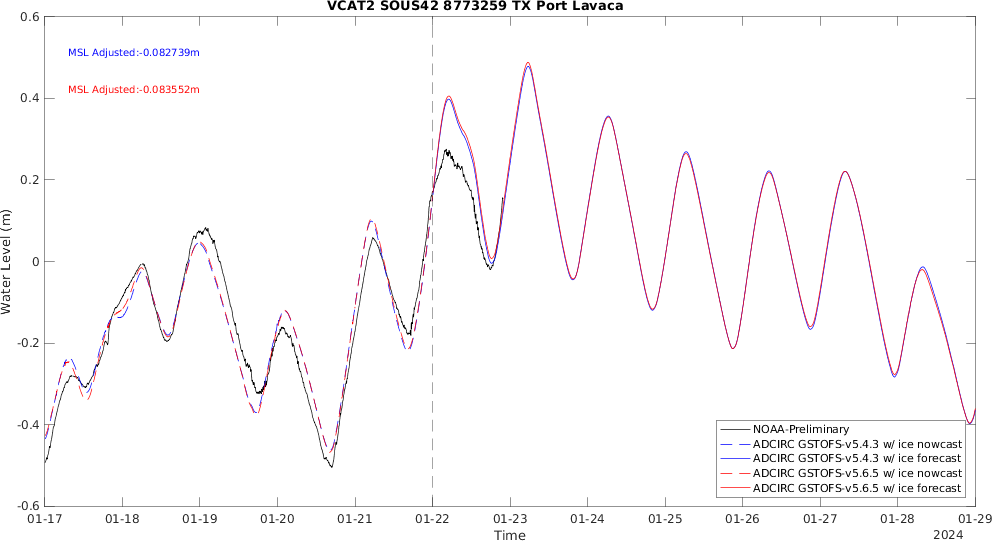 VCAT2 SOUS42 8773259 TX Port Lavaca
0.6
MSL Adjusted:-0.082739m
MSL Adjusted:-0.083552m
0.4
0.2
0
-0.2
-0.4
-0.6
Water Level (m)
NOAA-Preliminary
ADCIRC GSTOFS-v5.4.3 w/ ice nowcast
ADCIRC GSTOFS-v5.4.3 w/ ice forecast
ADCIRC GSTOFS-v5.6.5 w/ ice nowcast
ADCIRC GSTOFS-v5.6.5 w/ ice forecast
01-17 01-18 01-19 01-20 01-21 01-22 01-23 01-24 01-25 01-26 01-27 01-28 01-29
Time
2024